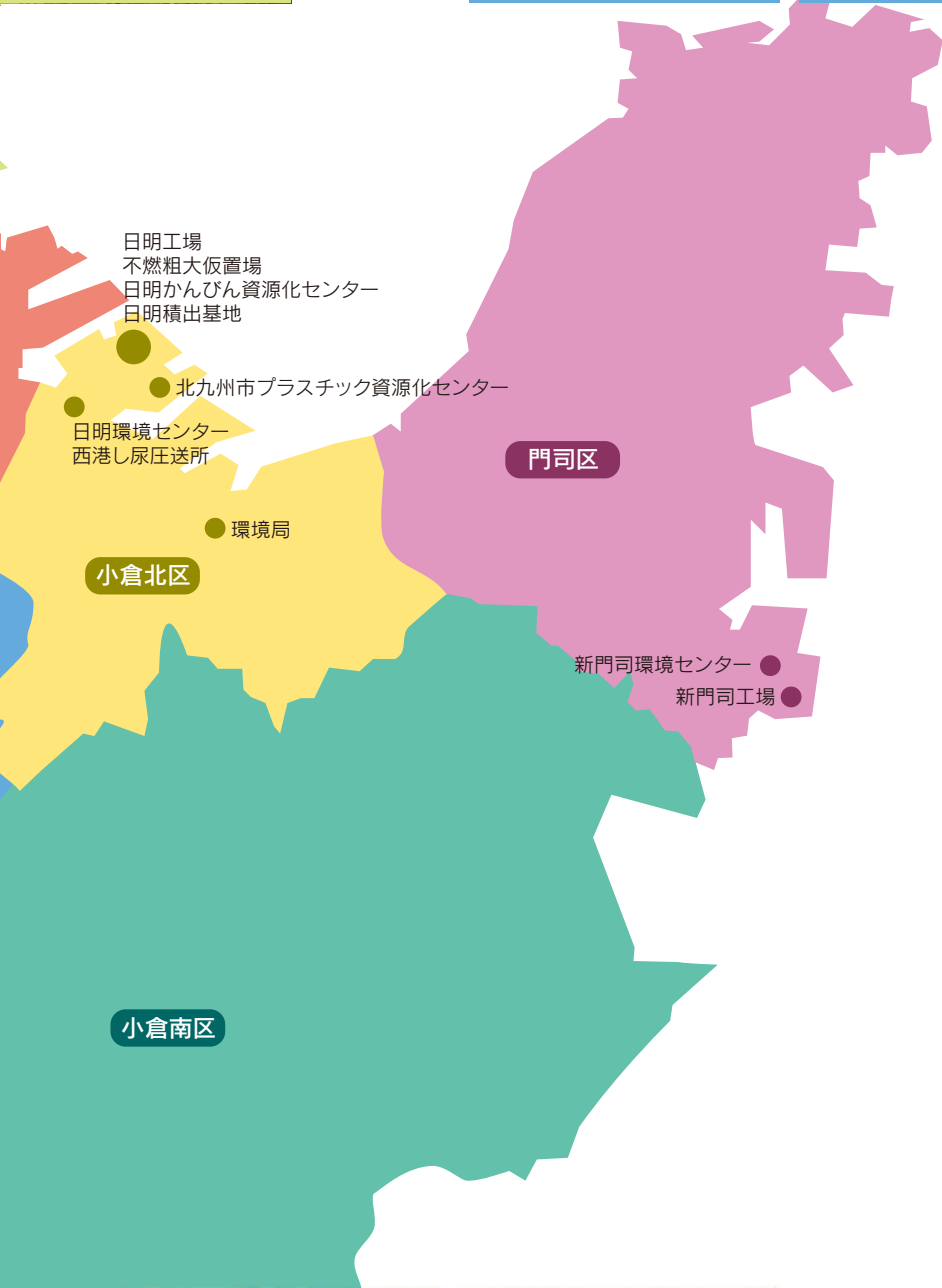 日明工場
不燃粗大仮置場
日明かんびん資源化センター
日明積出基地
北九州市プラスチック資源化センター
日明環境センター
西港し尿圧送所
門司区
環境局
小倉北区
新門司環境センター
新門司工場
小倉南区